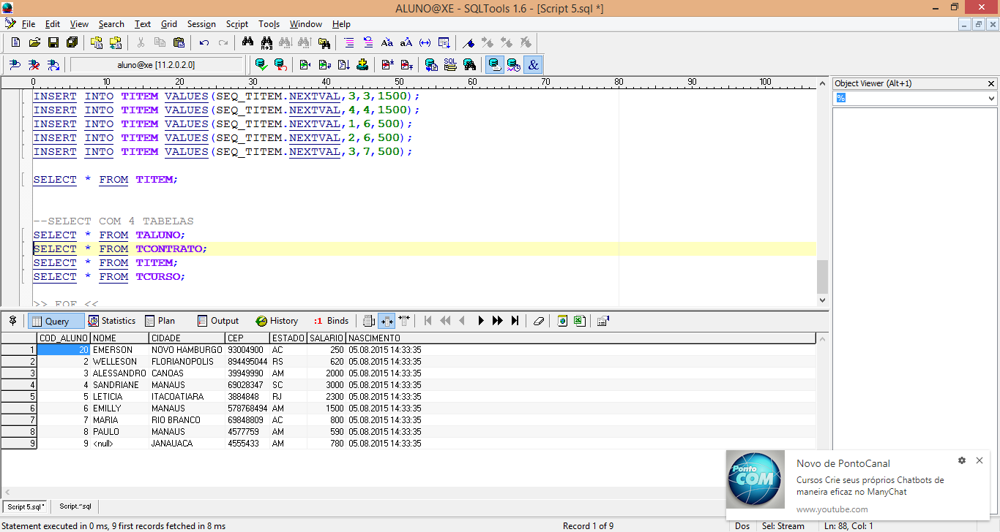 ALUNO@XE - SQLTools 1.6 - [Script 5.sql *]
File Edit View Search Text Grid Session Script Tools Window Help
aluno@xe [11.2.0.2.0]
SQL &
0 10 20 30 40 50 60 70 80 90 100
Object Viewer (Alt+1)
%
INSERT INTO TITEM VALUES(SEQ_TITEM.NEXTVAL,3,3,1500);
INSERT INTO TITEM VALUES(SEQ_TITEM.NEXTVAL,4,4,1500);
INSERT INTO TITEM VALUES(SEQ_TITEM.NEXTVAL,1,6,500);
INSERT INTO TITEM VALUES(SEQ_TITEM.NEXTVAL,2,6,500);
INSERT INTO TITEM VALUES(SEQ_TITEM.NEXTVAL,3,7,500);
SELECT * FROM TITEM;
--SELECT COM 4 TABELAS
SELECT * FROM TALUNO;
SELECT * FROM TCONTRATO;
SELECT * FROM TITEM;
SELECT * FROM TCURSO;
>> EOF <<
Query Statistics Plan Output History :1 Binds
COD_ALUNO NOME CIDADE CEP ESTADO SALARIO NASCIMENTO
1 20 EMERSON NOVO HAMBURGO 93004900 AC 250 05.08.2015 14:33:35
2 2 WELLESON FLORIANOPOLIS 894495044 RS 620 05.08.2015 14:33:35
3 3 ALESSANDRO CANOAS 39949990 AM 2000 05.08.2015 14:33:35
4 4 SANDRIANE MANAUS 69028347 SC 3000 05.08.2015 14:33:35
5 5 LETICIA ITACOATIARA 3884848 RJ 2300 05.08.2015 14:33:35
6 6 EMILLY MANAUS 578768494 AM 1500 05.08.2015 14:33:35
7 7 MARIA RIO BRANCO 69848809 AC 800 05.08.2015 14:33:35
8 8 PAULO MANAUS 4577759 AM 590 05.08.2015 14:33:35
9 9 <null> JANAUACA 4555433 AM 780 05.08.2015 14:33:35
Ponto
COM
Novo de PontoCanal
Cursos Crie seus próprios Chatbots de
maneira eficaz no ManyChat
www.youtube.com
Script 5.sql* Script.~sql
Statement executed in 0 ms, 9 first records fetched in 8 ms Record 1 of 9 Dos Sel: Stream Ln: 88, Col: 1